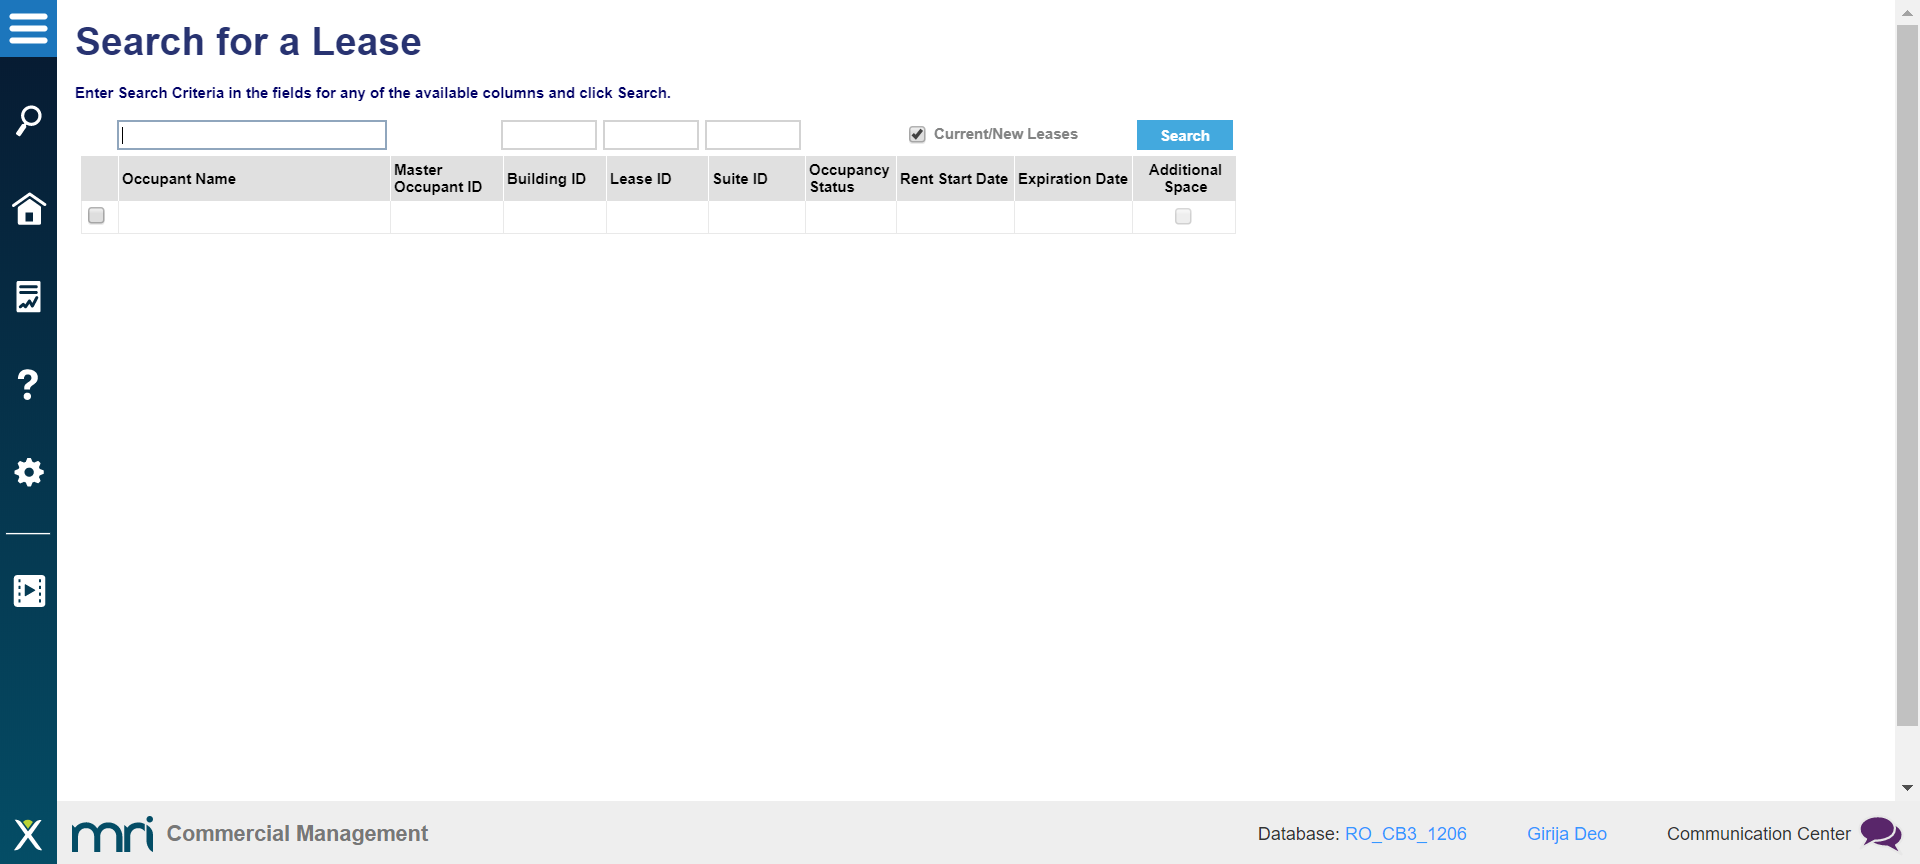 Search for a Lease
Enter Search Criteria in the fields for any of the available columns and click Search.
Current/New Leases
Search
Occupant Name
Master
Occupant ID
Building ID
Lease ID
Suite ID
Occupancy
Status
Rent Start Date
Expiration Date
Additional
Space
mri Commercial Management
Database: RO_CB3_1206
Girija Deo
Communication Center